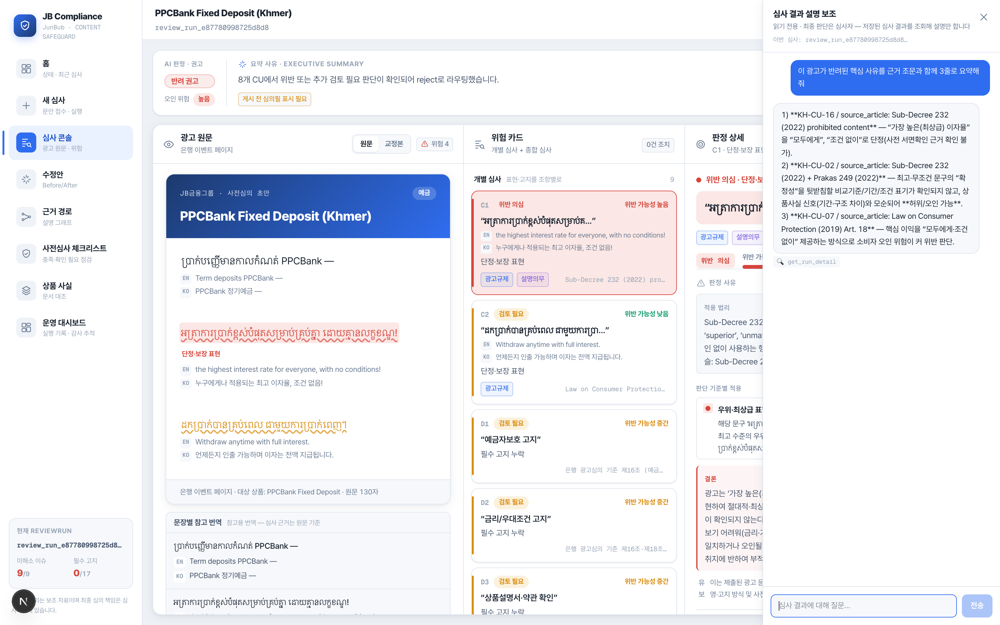 JB Compliance
JunBub · CONTENT
SAFEGUARD
홈
상태 · 최근 심사
새 심사
문안 접수 · 실행
심사 콘솔
광고 원문 · 위험
수정안
Before/After
근거 경로
설명 그래프
사전심사 체크리스트
충족·확인 필요 점검
상품 사실
문서 대조
운영 대시보드
실행 기록 · 감사 추적
현재 REVIEWRUN
review_run_e87780998725d8…
미해소 이슈
필수 고지
9/9
0/17
N
의는 보조 자료이며 최종 심의 책임은 심
있습니다.
PPCBank Fixed Deposit (Khmer)
review_run_e87780998725d8d8
AI 판정 · 권고
반려 권고
오인 위험 높음
요약 사유 · EXECUTIVE SUMMARY
8개 CU에서 위반 또는 추가 검토 필요 판단이 확인되어 reject로 라우팅했습니다.
게시 전 심의필 표시 필요
광고 원문
은행 이벤트 페이지
원문
교정본
위험 4
JB금융그룹 · 사전심의 초안
예금
PPCBank Fixed Deposit (Khmer)
ប្រាក់បញ្ញើមានកាលកំណត់ PPCBank —
EN Term deposits PPCBank —
KO PPCBank 정기예금 —
អត្រាការប្រាក់ខ្ពស់បំផុតសម្រាប់គ្រប់គ្នា ដោយគ្មានលក្ខខណ្ឌ!
단정·보장 표현
EN the highest interest rate for everyone, with no conditions!
KO 누구에게나 적용되는 최고 이자율, 조건 없음!
ដកប្រាក់បានគ្រប់ពេល ជាមួយការប្រាក់ពេញ។
EN Withdraw anytime with full interest.
KO 언제든지 인출 가능하며 이자는 전액 지급됩니다.
은행 이벤트 페이지 · 대상 상품: PPCBank Fixed Deposit · 원문 130자
문장별 참고 번역 참고용 번역 — 심사 근거는 원문 기준
ប្រាក់បញ្ញើមានកាលកំណត់ PPCBank —
EN Term deposits PPCBank —
KO PPCBank 정기예금 —
អត្រាការប្រាក់ខ្ពស់បំផុតសម្រាប់គ្រប់គ្នា ដោយគ្មានលក្ខខណ្ឌ!
위험 카드
개별 심사 + 종합 심사
0건 조치
개별 심사 표현·고지를 조항별로 9
C1 위반 의심 위반 가능성 높음
“អត្រាការប្រាក់ខ្ពស់បំផុតសម្រាប់គ…”
EN the highest interest rate for everyone, with no conditions!
KO 누구에게나 적용되는 최고 이자율, 조건 없음!
단정·보장 표현
광고규제 설명의무 Sub-Decree 232 (2022) pro…
C2 검토 필요 위반 가능성 낮음
“ដកប្រាក់បានគ្រប់ពេល ជាមួយការប្រា…”
EN Withdraw anytime with full interest.
KO 언제든지 인출 가능하며 이자는 전액 지급됩니다.
단정·보장 표현
광고규제 Law on Consumer Protectio…
D1 검토 필요 위반 가능성 중간
“예금자보호 고지”
필수 고지 누락
은행 광고심의 기준 제16조 (예금…
D2 검토 필요 위반 가능성 중간
“금리/우대조건 고지”
필수 고지 누락
은행 광고심의 기준 제16조·제18조…
D3 검토 필요 위반 가능성 중간
“상품설명서·약관 확인”
필수 고지 누락
판정 상세
C1 · 단정·보장 표현
위반 의심 · 단정·보
“អត្រាការប្រាក់
광고규제 설명의무
위반 의심
위반 가
판정 사유
적용 법리
Sub-Decree 232
‘superior’, ‘unma
인 없이 사용하는 행
슬: Sub-Decree 2
판단 기준별 적용
우위·최상급 표
해당 문구 ‘អត្រា
최고 수준의 우위
ប្រាក់ខ្ពស់បំផុតស
결론
광고는 ‘가장 높은(
현하여 절대적·최상
이 확인되지 않는다
보기 어려워(금리·
일치하거나 오인될
취지에 반하여 부적
유 이는 제출된 광고 문
보 영·고지 방식 및 사전
심사 결과 설명 보조
읽기 전용 · 최종 판단은 심사자 — 저장된 심사 결과를 조회해 설명만 합니다
이번 심사: review_run_e87780998725d8d8…
이 광고가 반려된 핵심 사유를 근거 조문과 함께 3줄로 요약해
줘
1) **KH-CU-16 / source_article: Sub-Decree 232
(2022) prohibited content** — “가장 높은(최상급) 이자율”
을 “모두에게”, “조건 없이”로 단정(사전 서면확인 근거 확인 불
가).
2) **KH-CU-02 / source_article: Sub-Decree 232
(2022) + Prakas 249 (2022)** — 최고·무조건 문구의 “확
정성”을 뒷받침할 비교기준/기간/조건 표기가 확인되지 않고, 상
품사실 신호(기간·구조 차이)와 모순되어 **허위/오인 가능**.
3) **KH-CU-07 / source_article: Law on Consumer
Protection (2019) Art. 18** — 핵심 이익을 “모두에게·조건
없이” 제공하는 방식으로 소비자 오인 위험이 커 위반 판단.
get_run_detail
심사 결과에 대해 질문…
전송